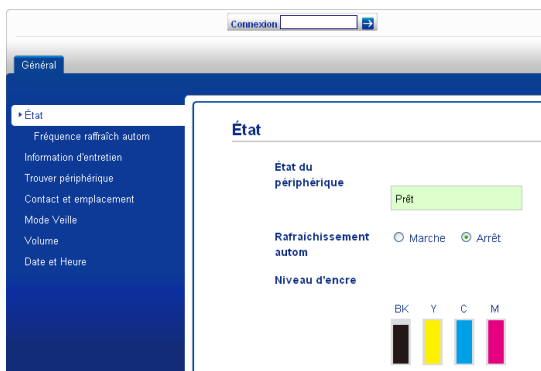 Connexion
Général
État
Fréquence raffraîch autom
Information d'entretien
Trouver périphérique
Contact et emplacement
Mode Veille
Volume
Date et Heure
État
État du
périphérique
Prêt
Rafraîchissement
autom
Marche Arrêt
Niveau d'encre
BK Y C M